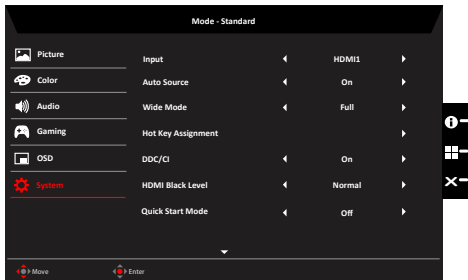 Mode - Standard
Picture
Color
Audio
Gaming
OSD
System
Input HDMI1
Auto Source On
Wide Mode Full
Hot Key Assignment
DDC/CI On
HDMI Black Level Normal
Quick Start Mode Off
Move Enter